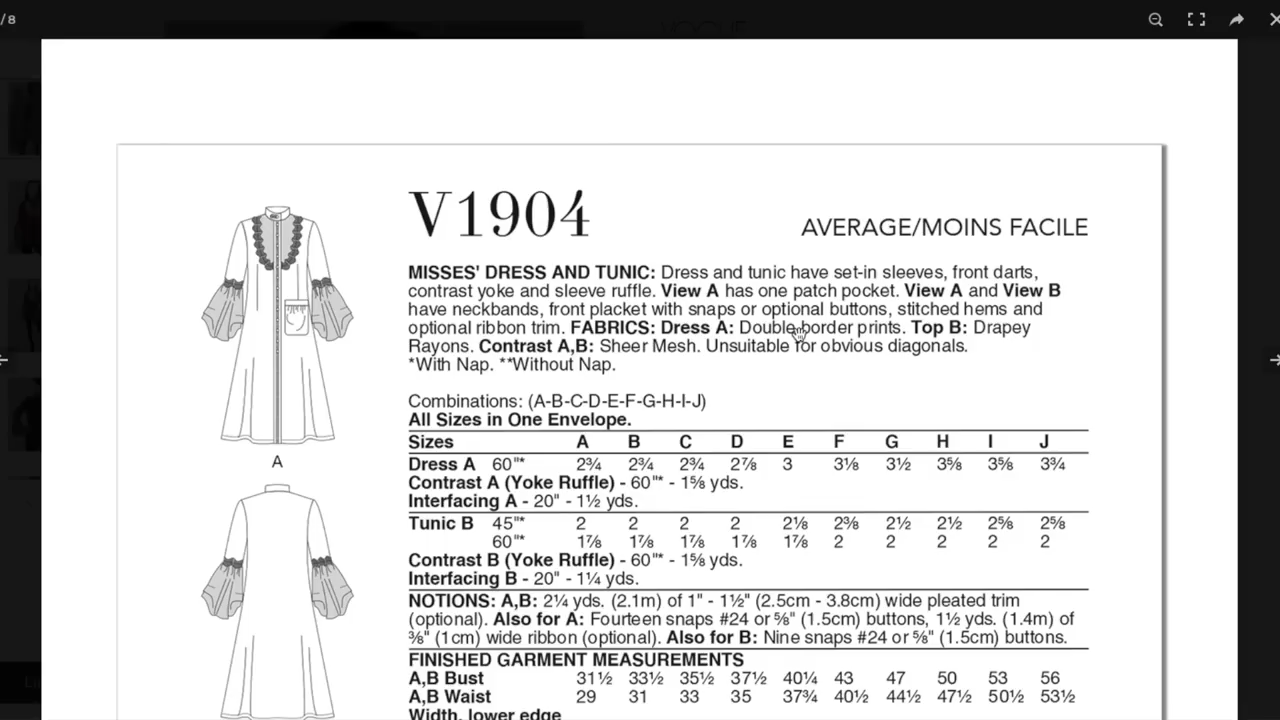 / 8
V1904
AVERAGE/MOINS FACILE
MISSES' DRESS AND TUNIC: Dress and tunic have set-in sleeves, front darts,
contrast yoke and sleeve ruffle. View A has one patch pocket. View A and View B
have neckbands, front placket with snaps or optional buttons, stitched hems and
optional ribbon trim. FABRICS: Dress A: Double border prints. Top B: Drapey
Rayons. Contrast A,B: Sheer Mesh. Unsuitable for obvious diagonals.
*With Nap. **Without Nap.
Combinations: (A-B-C-D-E-F-G-H-I-J)
All Sizes in One Envelope.
Sizes A B C D E F G H I J
Dress A 60"* 2¾ 2¾ 2¾ 2⅞ 3 3⅛ 3½ 3⅝ 3⅝ 3¾
Contrast A (Yoke Ruffle) - 60"* - 1⅝ yds.
Interfacing A - 20" - 1½ yds.
Tunic B 45"* 2 2 2 2 2⅛ 2⅜ 2½ 2½ 2⅝ 2⅝
60"* 1⅞ 1⅞ 1⅞ 1⅞ 1⅞ 2 2 2 2 2
Contrast B (Yoke Ruffle) - 60"* - 1⅝ yds.
Interfacing B - 20" - 1¼ yds.
NOTIONS: A,B: 2¼ yds. (2.1m) of 1" - 1½" (2.5cm - 3.8cm) wide pleated trim
(optional). Also for A: Fourteen snaps #24 or ⅝" (1.5cm) buttons, 1½ yds. (1.4m) of
⅜" (1cm) wide ribbon (optional). Also for B: Nine snaps #24 or ⅝" (1.5cm) buttons.
FINISHED GARMENT MEASUREMENTS
A,B Bust 31½ 33½ 35½ 37½ 40¼ 43 47 50 53 56
A,B Waist 29 31 33 35 37¾ 40½ 44½ 47½ 50½ 53½
Width, lower edge
A